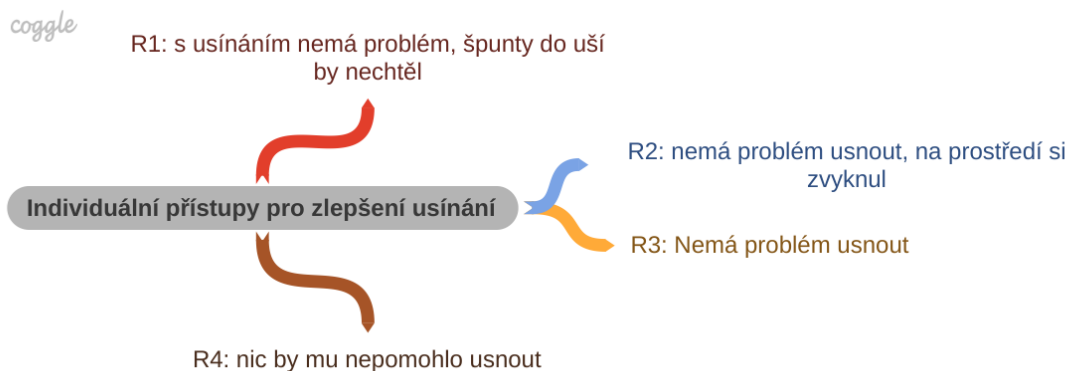 coggle
R1: s usínáním nemá problém, špunty do uší
by nechtěl
R2: nemá problém usnout, na prostředí si
zvyknul
Individuální přístupy pro zlepšení usínání
R3: Nemá problém usnout
R4: nic by mu nepomohlo usnout